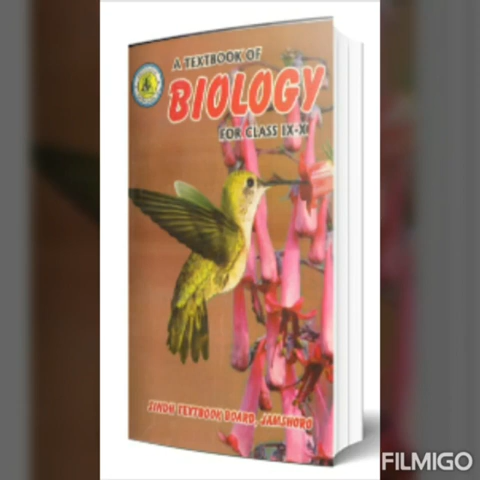 A TEXTBOOK OF
BIOLOGY
FOR CLASS IX-X
SINDH TEXTBOOK BOARD, JAMSHORO
FILMIGO